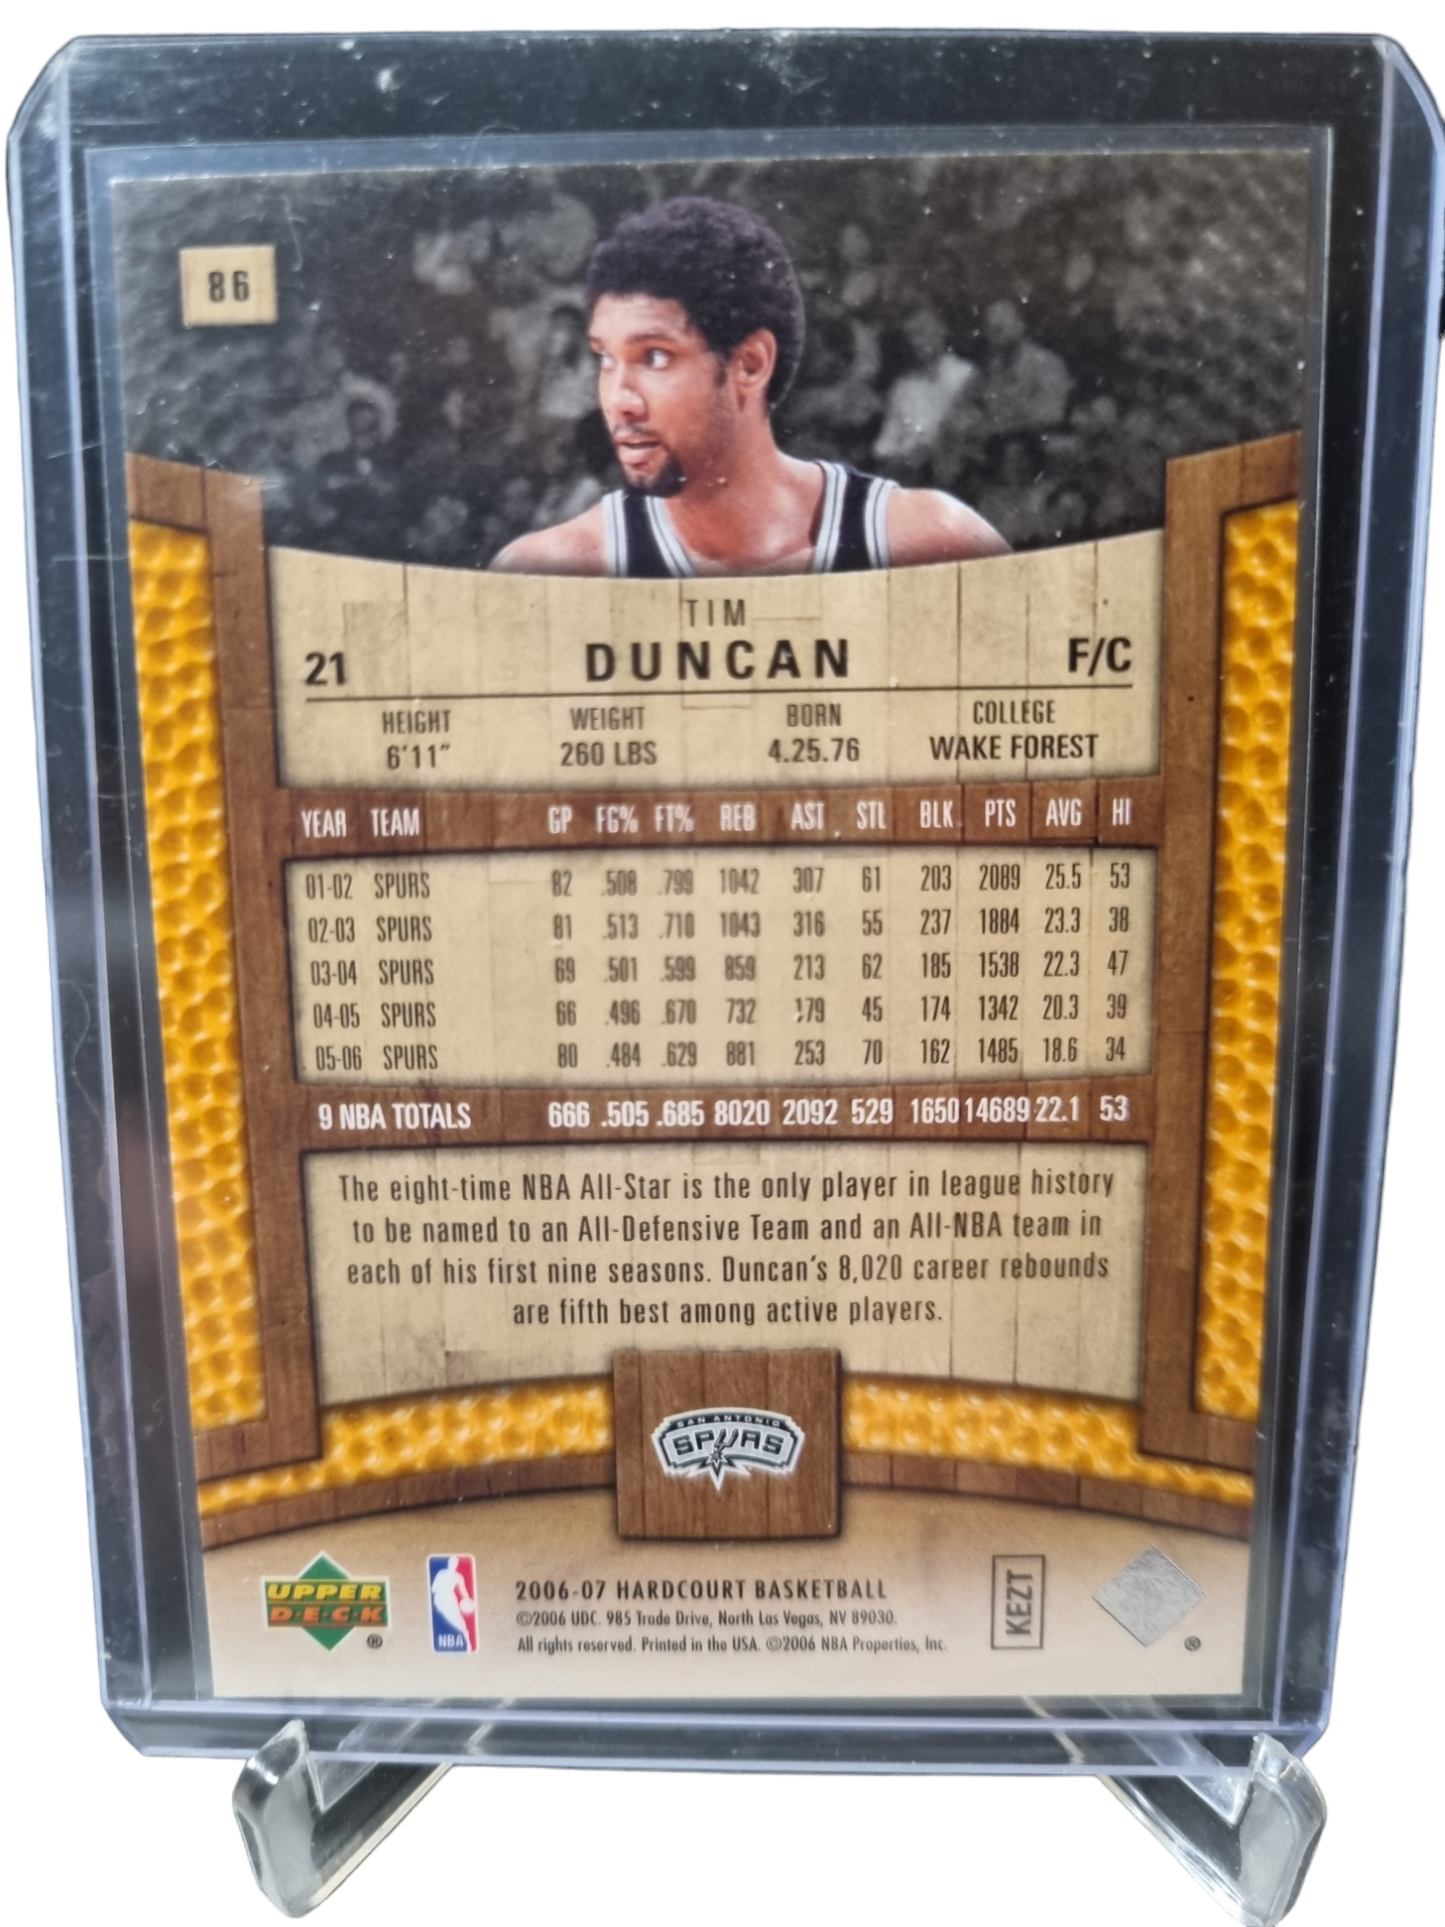 86
TIM
21 DUNCAN F/C
HEIGHT WEIGHT BORN COLLEGE
6'11" 260 LBS 4.25.76 WAKE FOREST
YEAR TEAM GP FG% FT% REB AST STL BLK PTS AVG HI
01-02 SPURS 82 .508 .799 1042 307 61 203 2089 25.5 53
02-03 SPURS 81 .513 .710 1043 316 55 237 1884 23.3 38
03-04 SPURS 69 .501 .599 859 213 62 185 1538 22.3 47
04-05 SPURS 66 .496 .670 732 179 45 174 1342 20.3 39
05-06 SPURS 80 .484 .629 881 253 70 162 1485 18.6 34
9 NBA TOTALS 666 .505 .685 8020 2092 529 1650 14689 22.1 53
The eight-time NBA All-Star is the only player in league history
to be named to an All-Defensive Team and an All-NBA team in
each of his first nine seasons. Duncan's 8,020 career rebounds
are fifth best among active players.
SAN ANTONIO
SPURS
UPPER
DECK
®
NBA
2006-07 HARDCOURT BASKETBALL
©2006 UDC. 985 Trade Drive, North Las Vegas, NV 89030.
All rights reserved. Printed in the USA. ©2006 NBA Properties, Inc.
KEZT
®